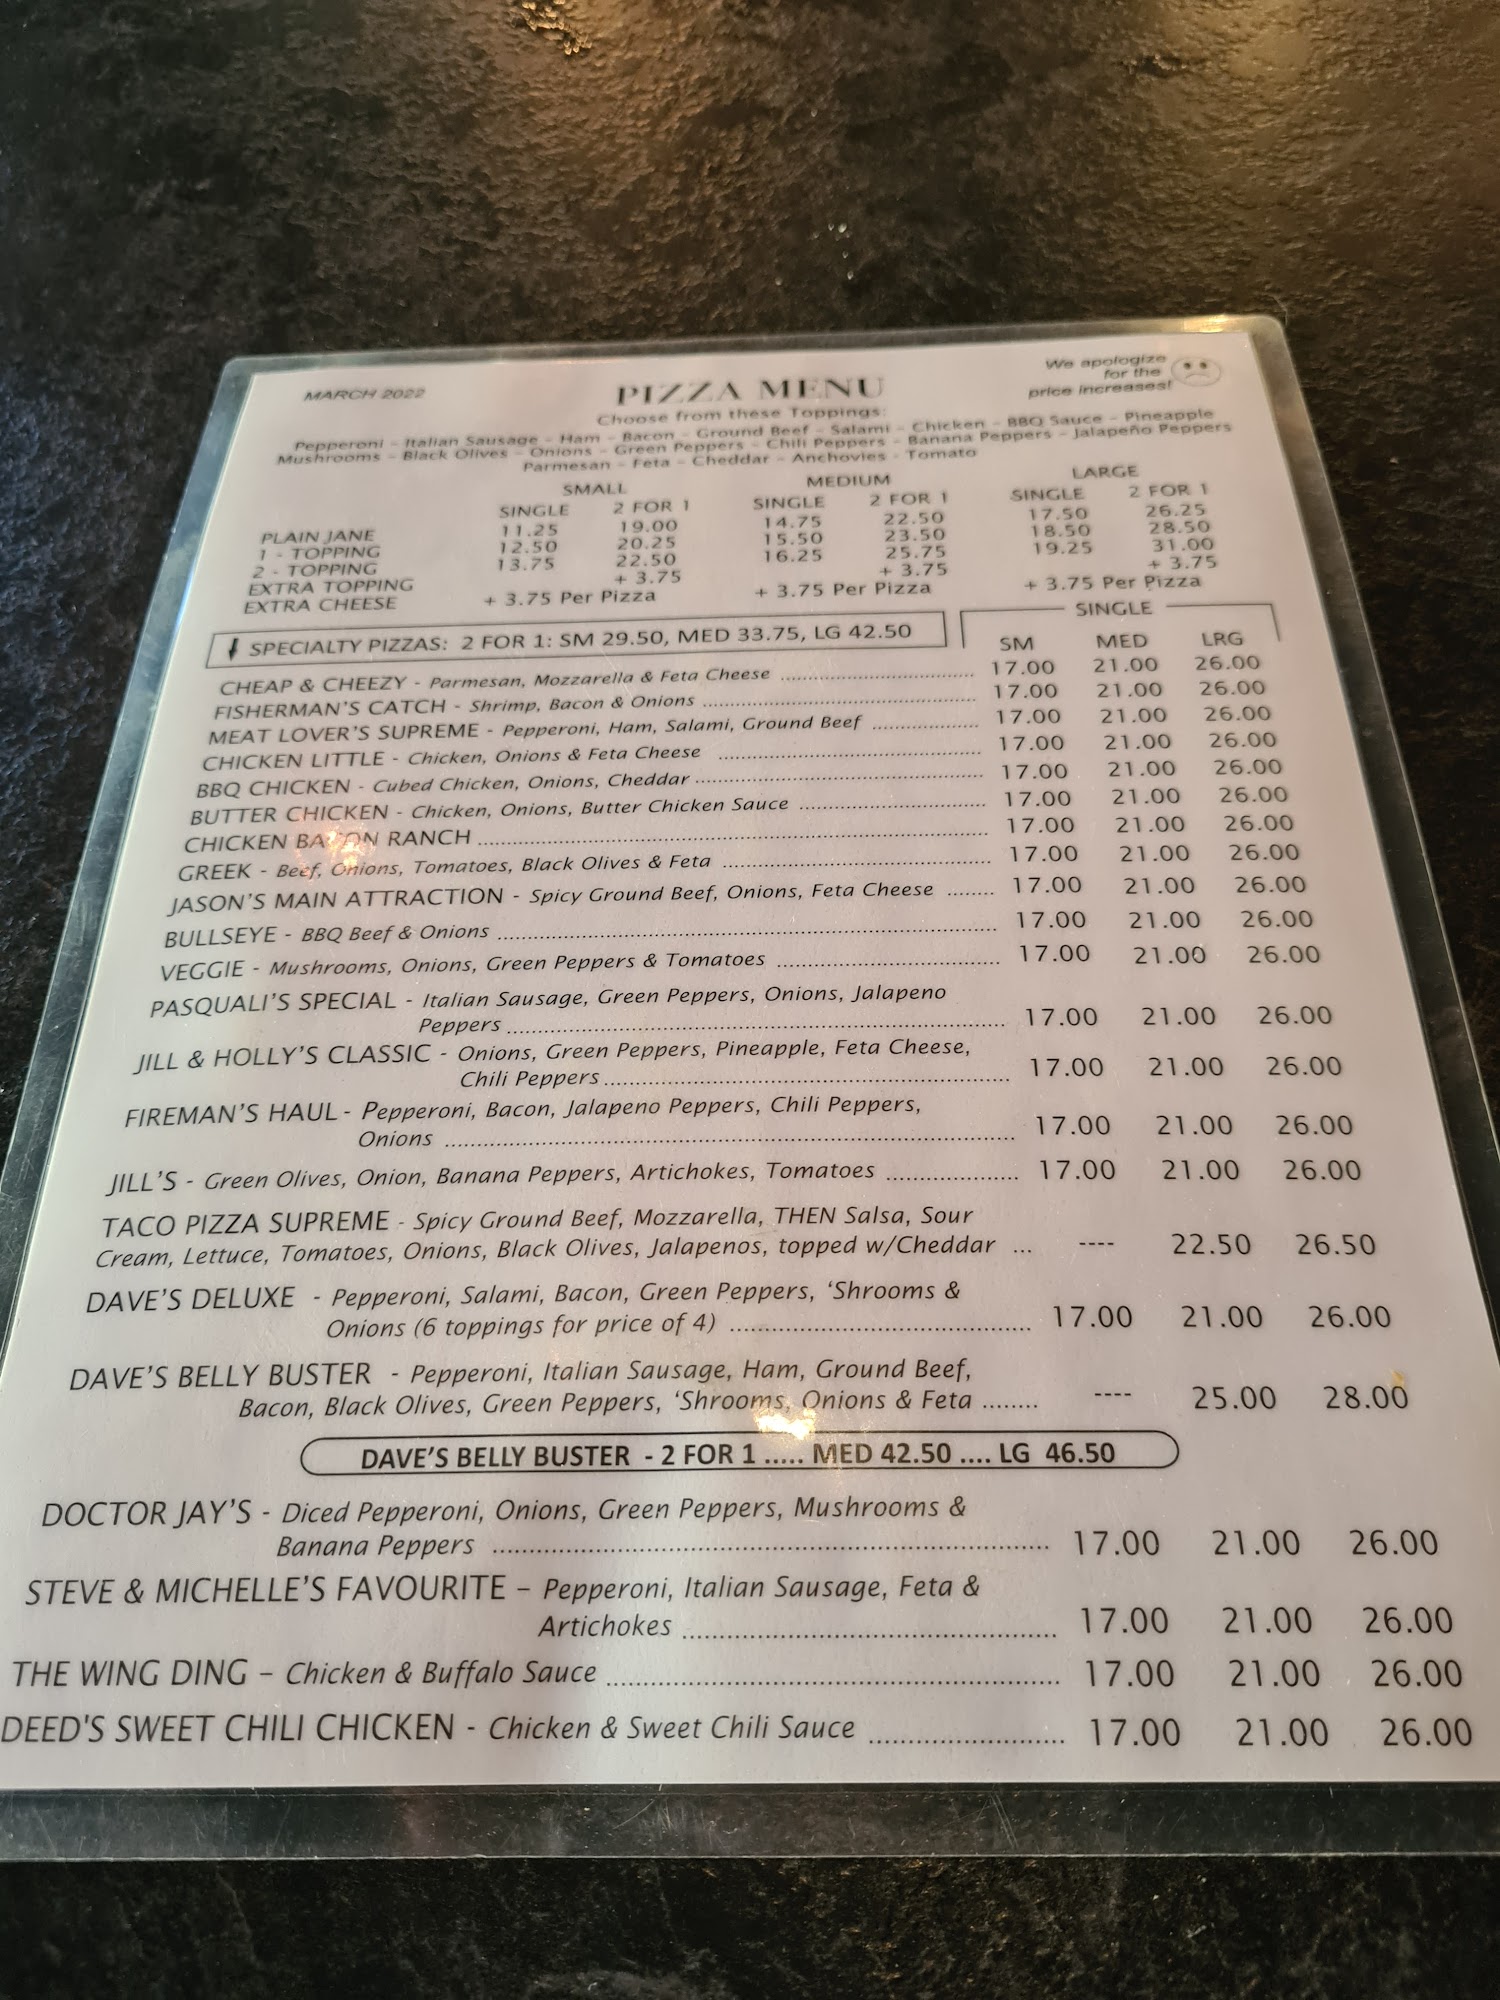 MARCH 2022
PIZZA MENU
We apologize
for the
price increases!
Choose from these Toppings:
Pepperoni - Italian Sausage - Ham - Bacon - Ground Beef - Salami - Chicken - BBQ Sauce - Pineapple
Mushrooms - Black Olives - Onions - Green Peppers - Chili Peppers - Banana Peppers - Jalapeño Peppers
Parmesan - Feta - Cheddar - Anchovies - Tomato
SMALL MEDIUM LARGE
SINGLE 2 FOR 1 SINGLE 2 FOR 1 SINGLE 2 FOR 1
PLAIN JANE 11.25 19.00 14.75 22.50 17.50 26.25
1 - TOPPING 12.50 20.25 15.50 23.50 18.50 28.50
2 - TOPPING 13.75 22.50 16.25 25.75 19.25 31.00
EXTRA TOPPING + 3.75 + 3.75 + 3.75
EXTRA CHEESE + 3.75 Per Pizza + 3.75 Per Pizza + 3.75 Per Pizza
SPECIALTY PIZZAS: 2 FOR 1: SM 29.50, MED 33.75, LG 42.50
SINGLE
SM MED LRG
CHEAP & CHEEZY - Parmesan, Mozzarella & Feta Cheese 17.00 21.00 26.00
FISHERMAN'S CATCH - Shrimp, Bacon & Onions 17.00 21.00 26.00
MEAT LOVER'S SUPREME - Pepperoni, Ham, Salami, Ground Beef 17.00 21.00 26.00
CHICKEN LITTLE - Chicken, Onions & Feta Cheese 17.00 21.00 26.00
BBQ CHICKEN - Cubed Chicken, Onions, Cheddar 17.00 21.00 26.00
BUTTER CHICKEN - Chicken, Onions, Butter Chicken Sauce 17.00 21.00 26.00
CHICKEN BACON RANCH 17.00 21.00 26.00
GREEK - Beef, Onions, Tomatoes, Black Olives & Feta 17.00 21.00 26.00
JASON'S MAIN ATTRACTION - Spicy Ground Beef, Onions, Feta Cheese 17.00 21.00 26.00
BULLSEYE - BBQ Beef & Onions 17.00 21.00 26.00
VEGGIE - Mushrooms, Onions, Green Peppers & Tomatoes 17.00 21.00 26.00
PASQUALI'S SPECIAL - Italian Sausage, Green Peppers, Onions, Jalapeno
Peppers 17.00 21.00 26.00
JILL & HOLLY'S CLASSIC - Onions, Green Peppers, Pineapple, Feta Cheese,
Chili Peppers 17.00 21.00 26.00
FIREMAN'S HAUL- Pepperoni, Bacon, Jalapeno Peppers, Chili Peppers,
Onions 17.00 21.00 26.00
JILL'S - Green Olives, Onion, Banana Peppers, Artichokes, Tomatoes 17.00 21.00 26.00
TACO PIZZA SUPREME - Spicy Ground Beef, Mozzarella, THEN Salsa, Sour
Cream, Lettuce, Tomatoes, Onions, Black Olives, Jalapenos, topped w/Cheddar ... ---- 22.50 26.50
DAVE'S DELUXE - Pepperoni, Salami, Bacon, Green Peppers, 'Shrooms &
Onions (6 toppings for price of 4) 17.00 21.00 26.00
DAVE'S BELLY BUSTER - Pepperoni, Italian Sausage, Ham, Ground Beef,
Bacon, Black Olives, Green Peppers, 'Shrooms, Onions & Feta ........ ---- 25.00 28.00
DAVE'S BELLY BUSTER - 2 FOR 1 ..... MED 42.50 .... LG 46.50
DOCTOR JAY'S - Diced Pepperoni, Onions, Green Peppers, Mushrooms &
Banana Peppers 17.00 21.00 26.00
STEVE & MICHELLE'S FAVOURITE – Pepperoni, Italian Sausage, Feta &
Artichokes 17.00 21.00 26.00
THE WING DING – Chicken & Buffalo Sauce 17.00 21.00 26.00
DEED'S SWEET CHILI CHICKEN - Chicken & Sweet Chili Sauce 17.00 21.00 26.00